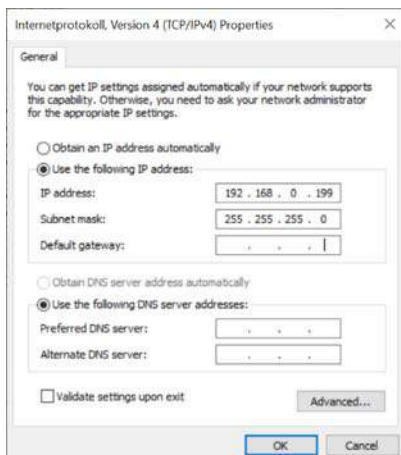 Internetprotokoll, Version 4 (TCP/IPv4) Properties
General
You can get IP settings assigned automatically if your network supports
this capability. Otherwise, you need to ask your network administrator
for the appropriate IP settings.
Obtain an IP address automatically
Use the following IP address:
IP address: 192 . 168 . 0 . 199
Subnet mask: 255 . 255 . 255 . 0
Default gateway: . . .
Obtain DNS server address automatically
Use the following DNS server addresses:
Preferred DNS server: . . .
Alternate DNS server: . . .
Validate settings upon exit
Advanced...
OK Cancel